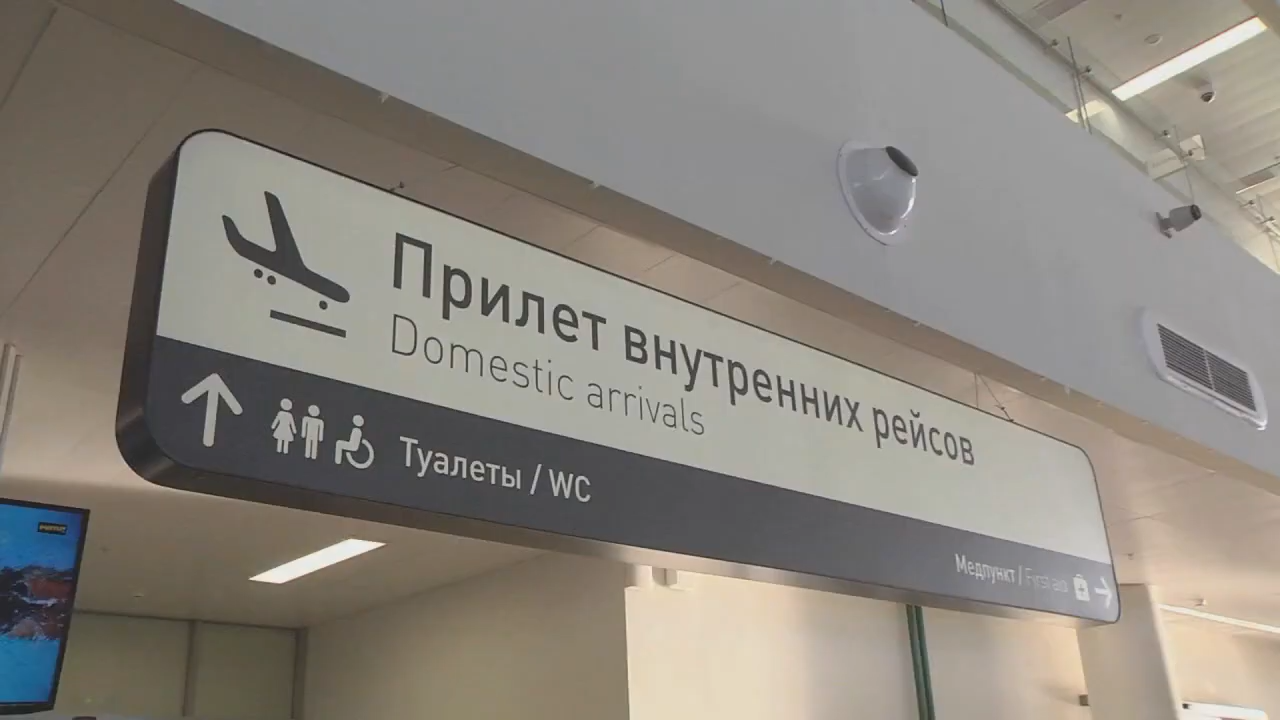 Прилет внутренних рейсов
Domestic arrivals
Туалеты / WC
Медпункт / First aid